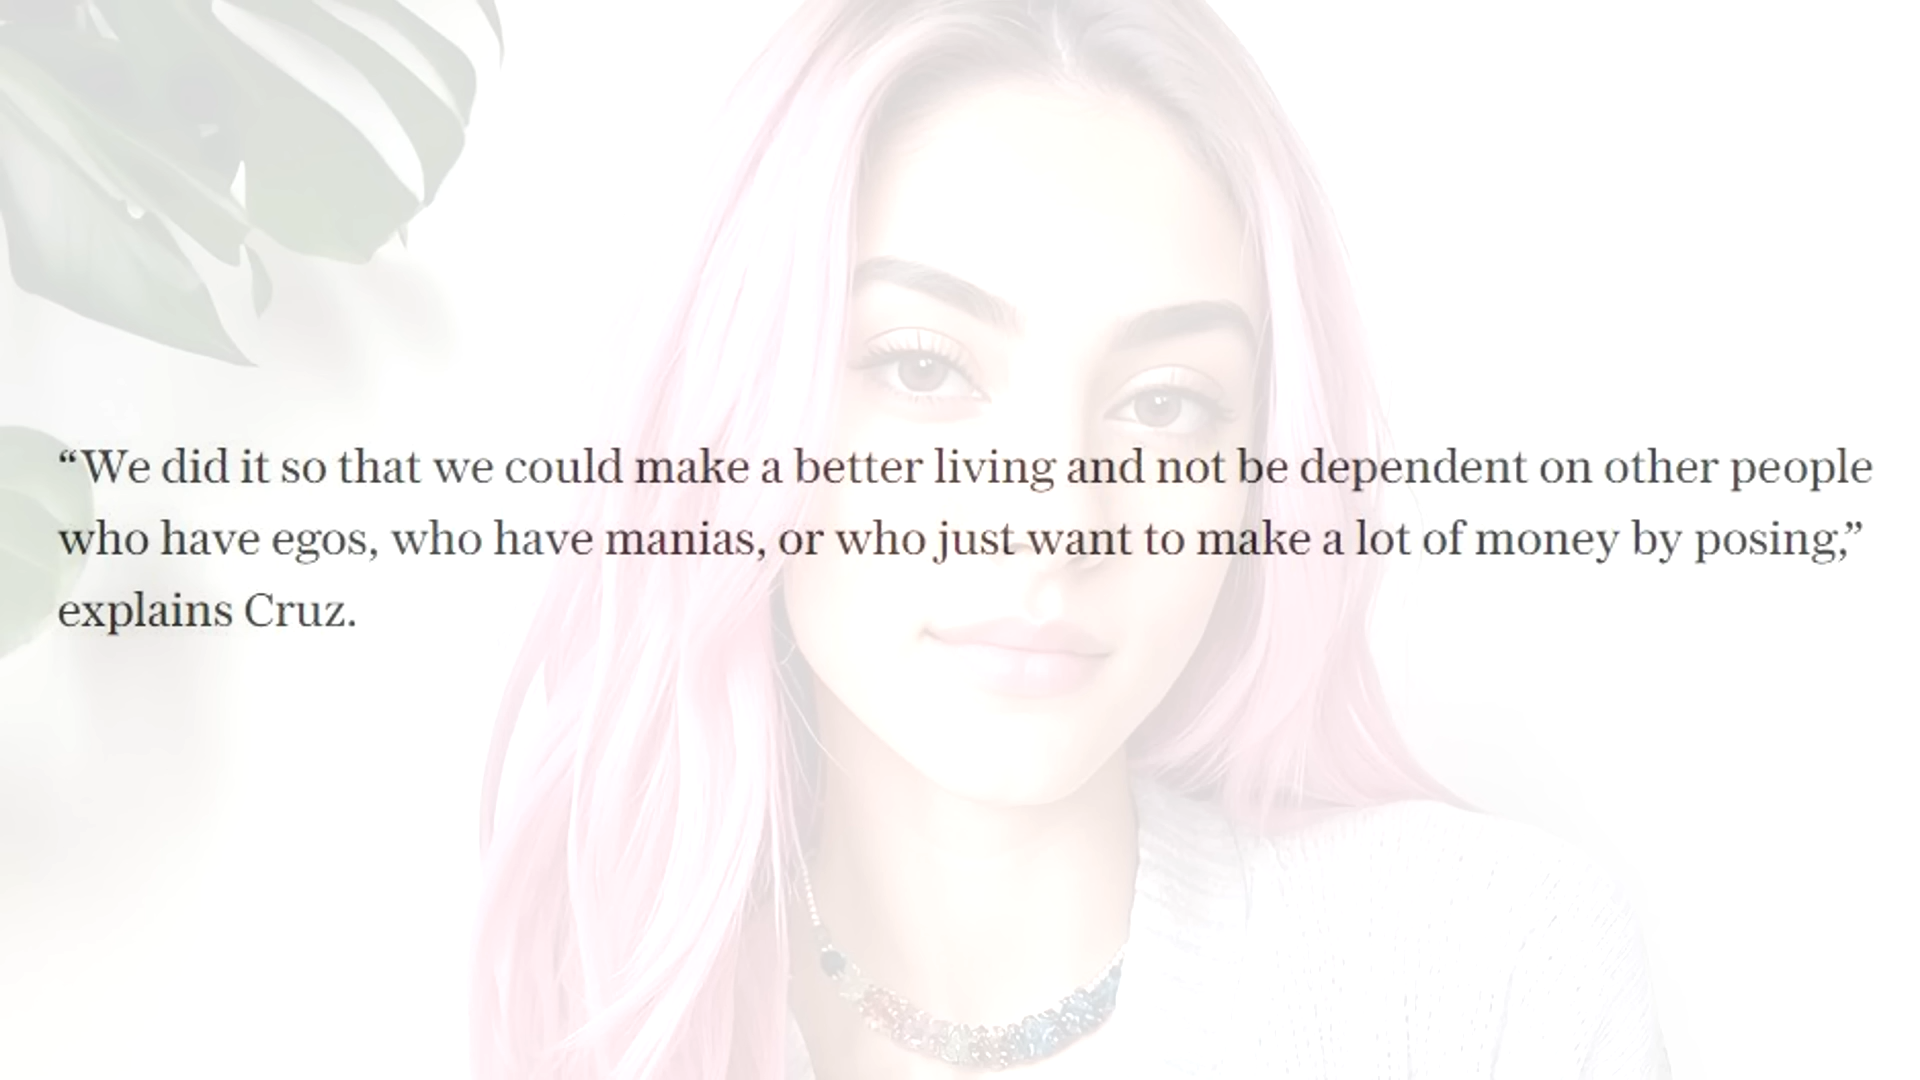 “We did it so that we could make a better living and not be dependent on other people
who have egos, who have manias, or who just want to make a lot of money by posing,”
explains Cruz.